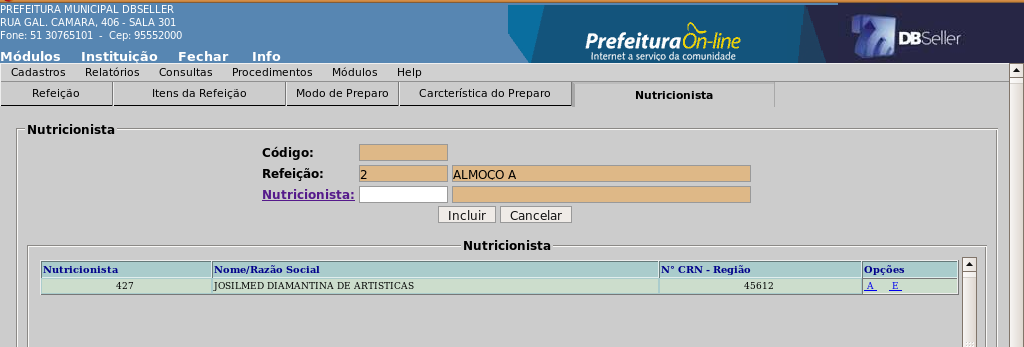 PREFEITURA MUNICIPAL DBSELLER
RUA GAL. CAMARA, 406 - SALA 301
Fone: 51 30765101 - Cep: 95552000
Prefeitura On-line
Internet a serviço da comunidade
DBSeller
Módulos Instituição Fechar Info
Cadastros Relatórios Consultas Procedimentos Módulos Help
Refeição Itens da Refeição Modo de Preparo Carcterística do Preparo Nutricionista
Nutricionista
Código:
Refeição: 2 ALMOÇO A
Nutricionista:
Incluir Cancelar
Nutricionista
Nutricionista Nome/Razão Social N° CRN - Região Opções
427 JOSILMED DIAMANTINA DE ARTISTICAS 45612 A E